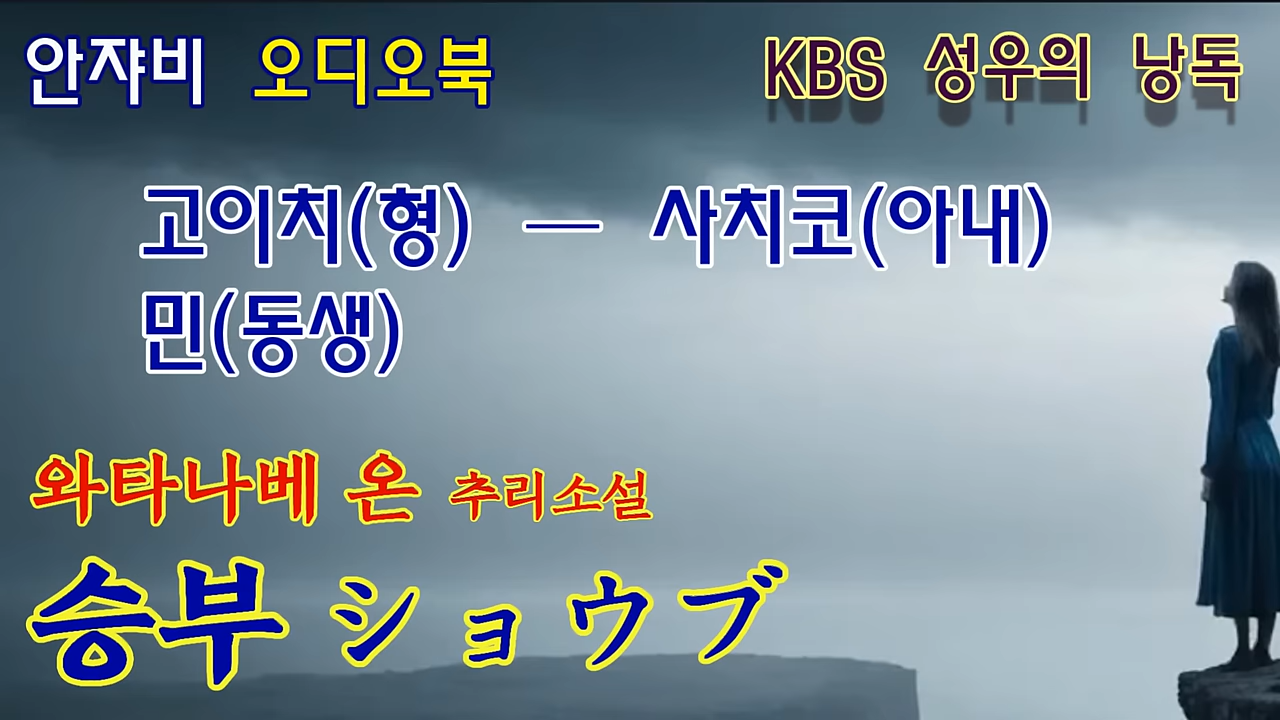 안쟈비 오디오북 KBS 성우의 낭독
고이치(형) — 사치코(아내)
민(동생)
와타나베 온 추리소설
승부 ショウブ